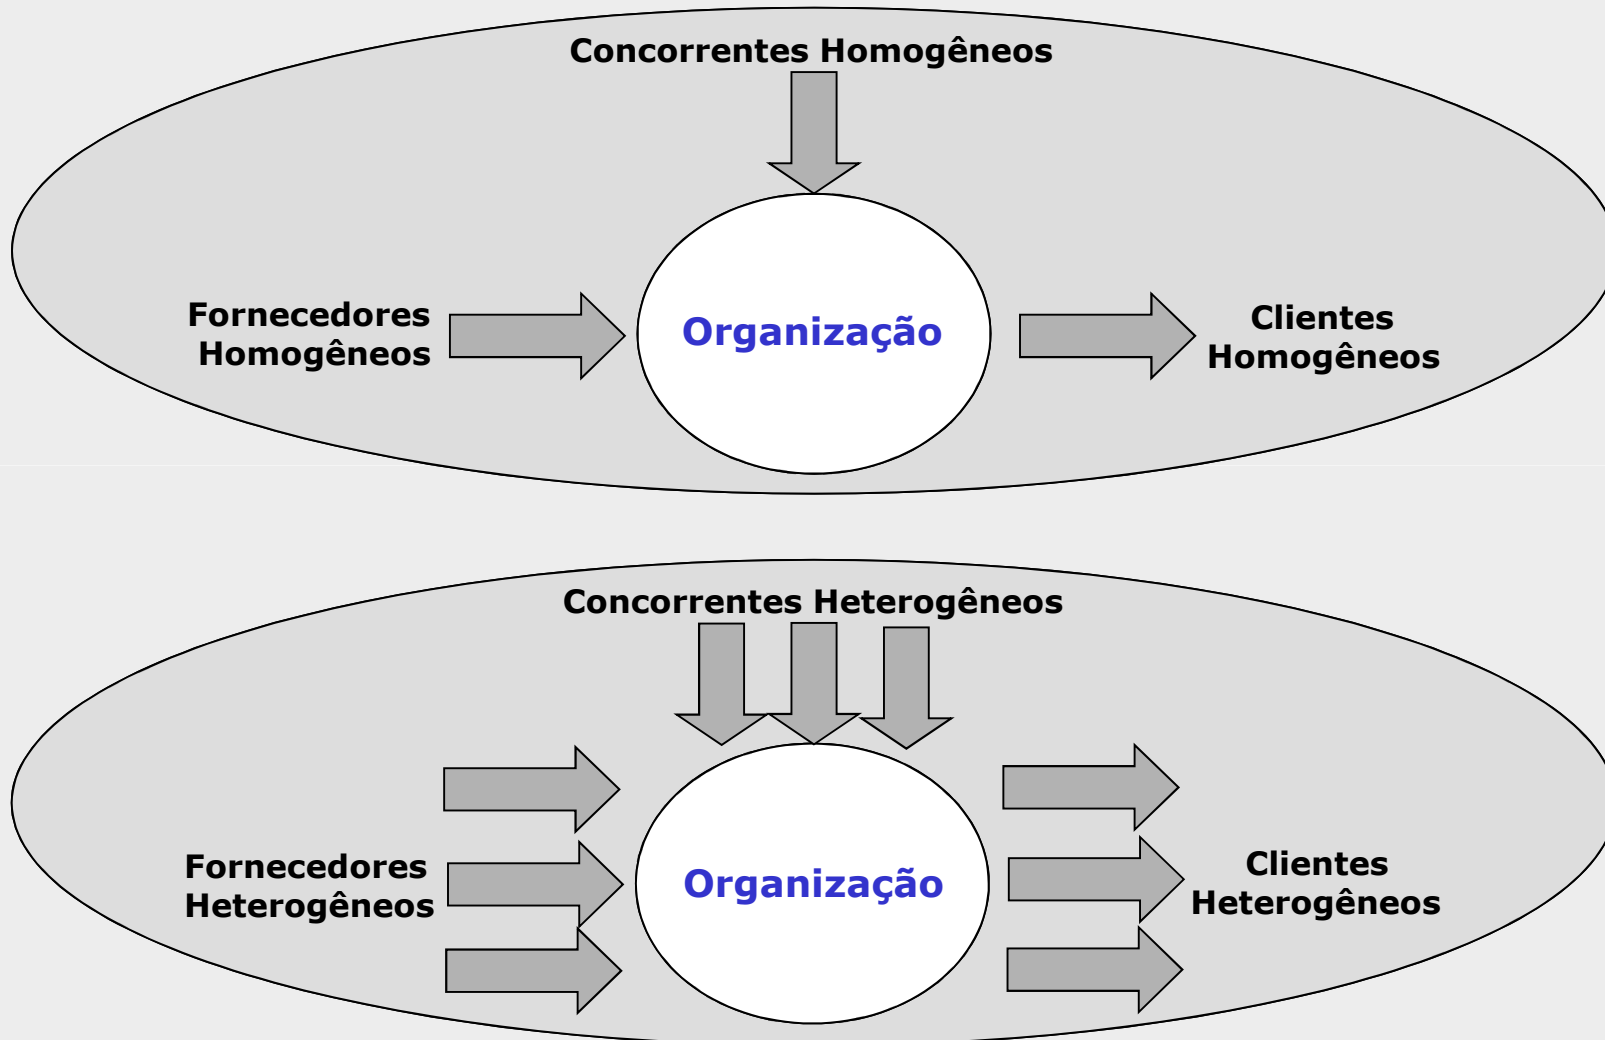 Concorrentes Homogêneos
Fornecedores
Homogêneos
Organização
Clientes
Homogêneos
Concorrentes Heterogêneos
Fornecedores
Heterogêneos
Organização
Clientes
Heterogêneos